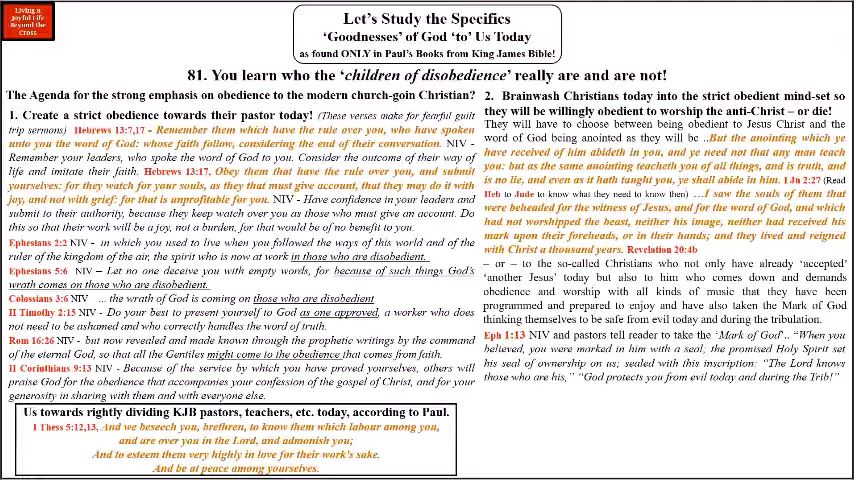 Living a
Joyful Life
Beyond the
Cross
Let's Study the Specifics
'Goodnesses' of God 'to' Us Today
as found ONLY in Paul's Books from King James Bible!
81. You learn who the 'children of disobedience' really are and are not!
The Agenda for the strong emphasis on obedience to the modern church-goin Christian?
1. Create a strict obedience towards their pastor today! (These verses make for fearful guilt
trip sermons) Hebrews 13:7,17 - Remember them which have the rule over you, who have spoken
unto you the word of God: whose faith follow, considering the end of their conversation. NIV -
Remember your leaders, who spoke the word of God to you. Consider the outcome of their way of
life and imitate their faith. Hebrews 13:17, Obey them that have the rule over you, and submit
yourselves: for they watch for your souls, as they that must give account, that they may do it with
joy, and not with grief: for that is unprofitable for you. NIV - Have confidence in your leaders and
submit to their authority, because they keep watch over you as those who must give an account. Do
this so that their work will be a joy, not a burden, for that would be of no benefit to you.
Ephesians 2:2 NIV - in which you used to live when you followed the ways of this world and of the
ruler of the kingdom of the air, the spirit who is now at work in those who are disobedient.
Ephesians 5:6 NIV – Let no one deceive you with empty words, for because of such things God's
wrath comes on those who are disobedient.
Colossians 3:6 NIV ... the wrath of God is coming on those who are disobedient
II Timothy 2:15 NIV - Do your best to present yourself to God as one approved, a worker who does
not need to be ashamed and who correctly handles the word of truth.
Rom 16:26 NIV - but now revealed and made known through the prophetic writings by the command
of the eternal God, so that all the Gentiles might come to the obedience that comes from faith.
II Corinthians 9:13 NIV - Because of the service by which you have proved yourselves, others will
praise God for the obedience that accompanies your confession of the gospel of Christ, and for your
generosity in sharing with them and with everyone else.
Us towards rightly dividing KJB pastors, teachers, etc. today, according to Paul.
1 Thess 5:12,13, And we beseech you, brethren, to know them which labour among you,
and are over you in the Lord, and admonish you;
And to esteem them very highly in love for their work's sake.
And be at peace among yourselves.
2. Brainwash Christians today into the strict obedient mind-set so
they will be willingly obedient to worship the anti-Christ – or die!
They will have to choose between being obedient to Jesus Christ and the
word of God being anointed as they will be ..But the anointing which ye
have received of him abideth in you, and ye need not that any man teach
you: but as the same anointing teacheth you of all things, and is truth, and
is no lie, and even as it hath taught you, ye shall abide in him. I Jn 2:27 (Read
Heb to Jude to know what they need to know then) …I saw the souls of them that
were beheaded for the witness of Jesus, and for the word of God, and which
had not worshipped the beast, neither his image, neither had received his
mark upon their foreheads, or in their hands; and they lived and reigned
with Christ a thousand years. Revelation 20:4b
– or – to the so-called Christians who not only have already 'accepted'
'another Jesus' today but also to him who comes down and demands
obedience and worship with all kinds of music that they have been
programmed and prepared to enjoy and have also taken the Mark of God
thinking themselves to be safe from evil today and during the tribulation.
Eph 1:13 NIV and pastors tell reader to take the 'Mark of God'.. "When you
believed, you were marked in him with a seal; the promised Holy Spirit set
his seal of ownership on us; sealed with this inscription: "The Lord knows
those who are his," "God protects you from evil today and during the Trib!"